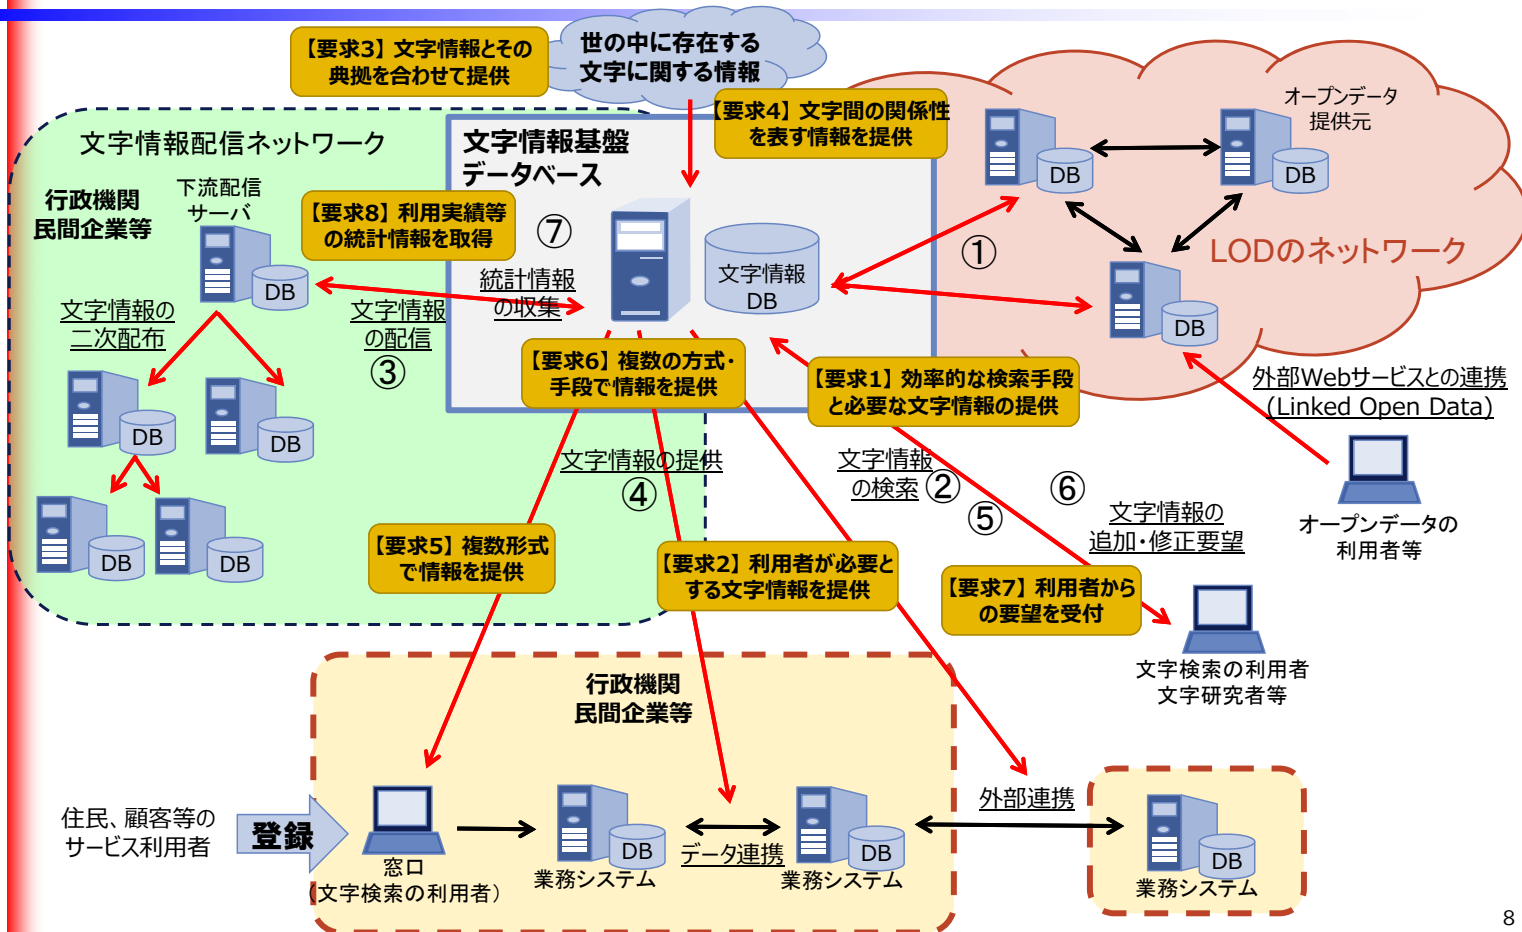 【要求3】 文字情報とその
典拠を合わせて提供
世の中に存在する
文字に関する情報
【要求4】 文字間の関係性
を表す情報を提供
オープンデータ
提供元
DB
DB
文字情報配信ネットワーク
文字情報基盤
データベース
行政機関
民間企業等
下流配信
サーバ
【要求8】 利用実績等
の統計情報を取得
⑦
①
LODのネットワーク
DB
統計情報
の収集
文字情報
DB
DB
文字情報の
二次配布
文字情報
の配信
③
【要求6】 複数の方式・
手段で情報を提供
【要求1】 効率的な検索手段
と必要な文字情報の提供
外部Webサービスとの連携
(Linked Open Data)
DB
DB
文字情報の提供
④
文字情報
の検索
②
⑤
⑥
文字情報の
追加・修正要望
オープンデータの
利用者等
DB
DB
【要求5】 複数形式
で情報を提供
【要求2】 利用者が必要と
する文字情報を提供
【要求7】 利用者から
の要望を受付
文字検索の利用者
文字研究者等
行政機関
民間企業等
住民、顧客等の
サービス利用者
登録
窓口
(文字検索の利用者)
DB
業務システム
データ連携
DB
業務システム
外部連携
DB
業務システム
8